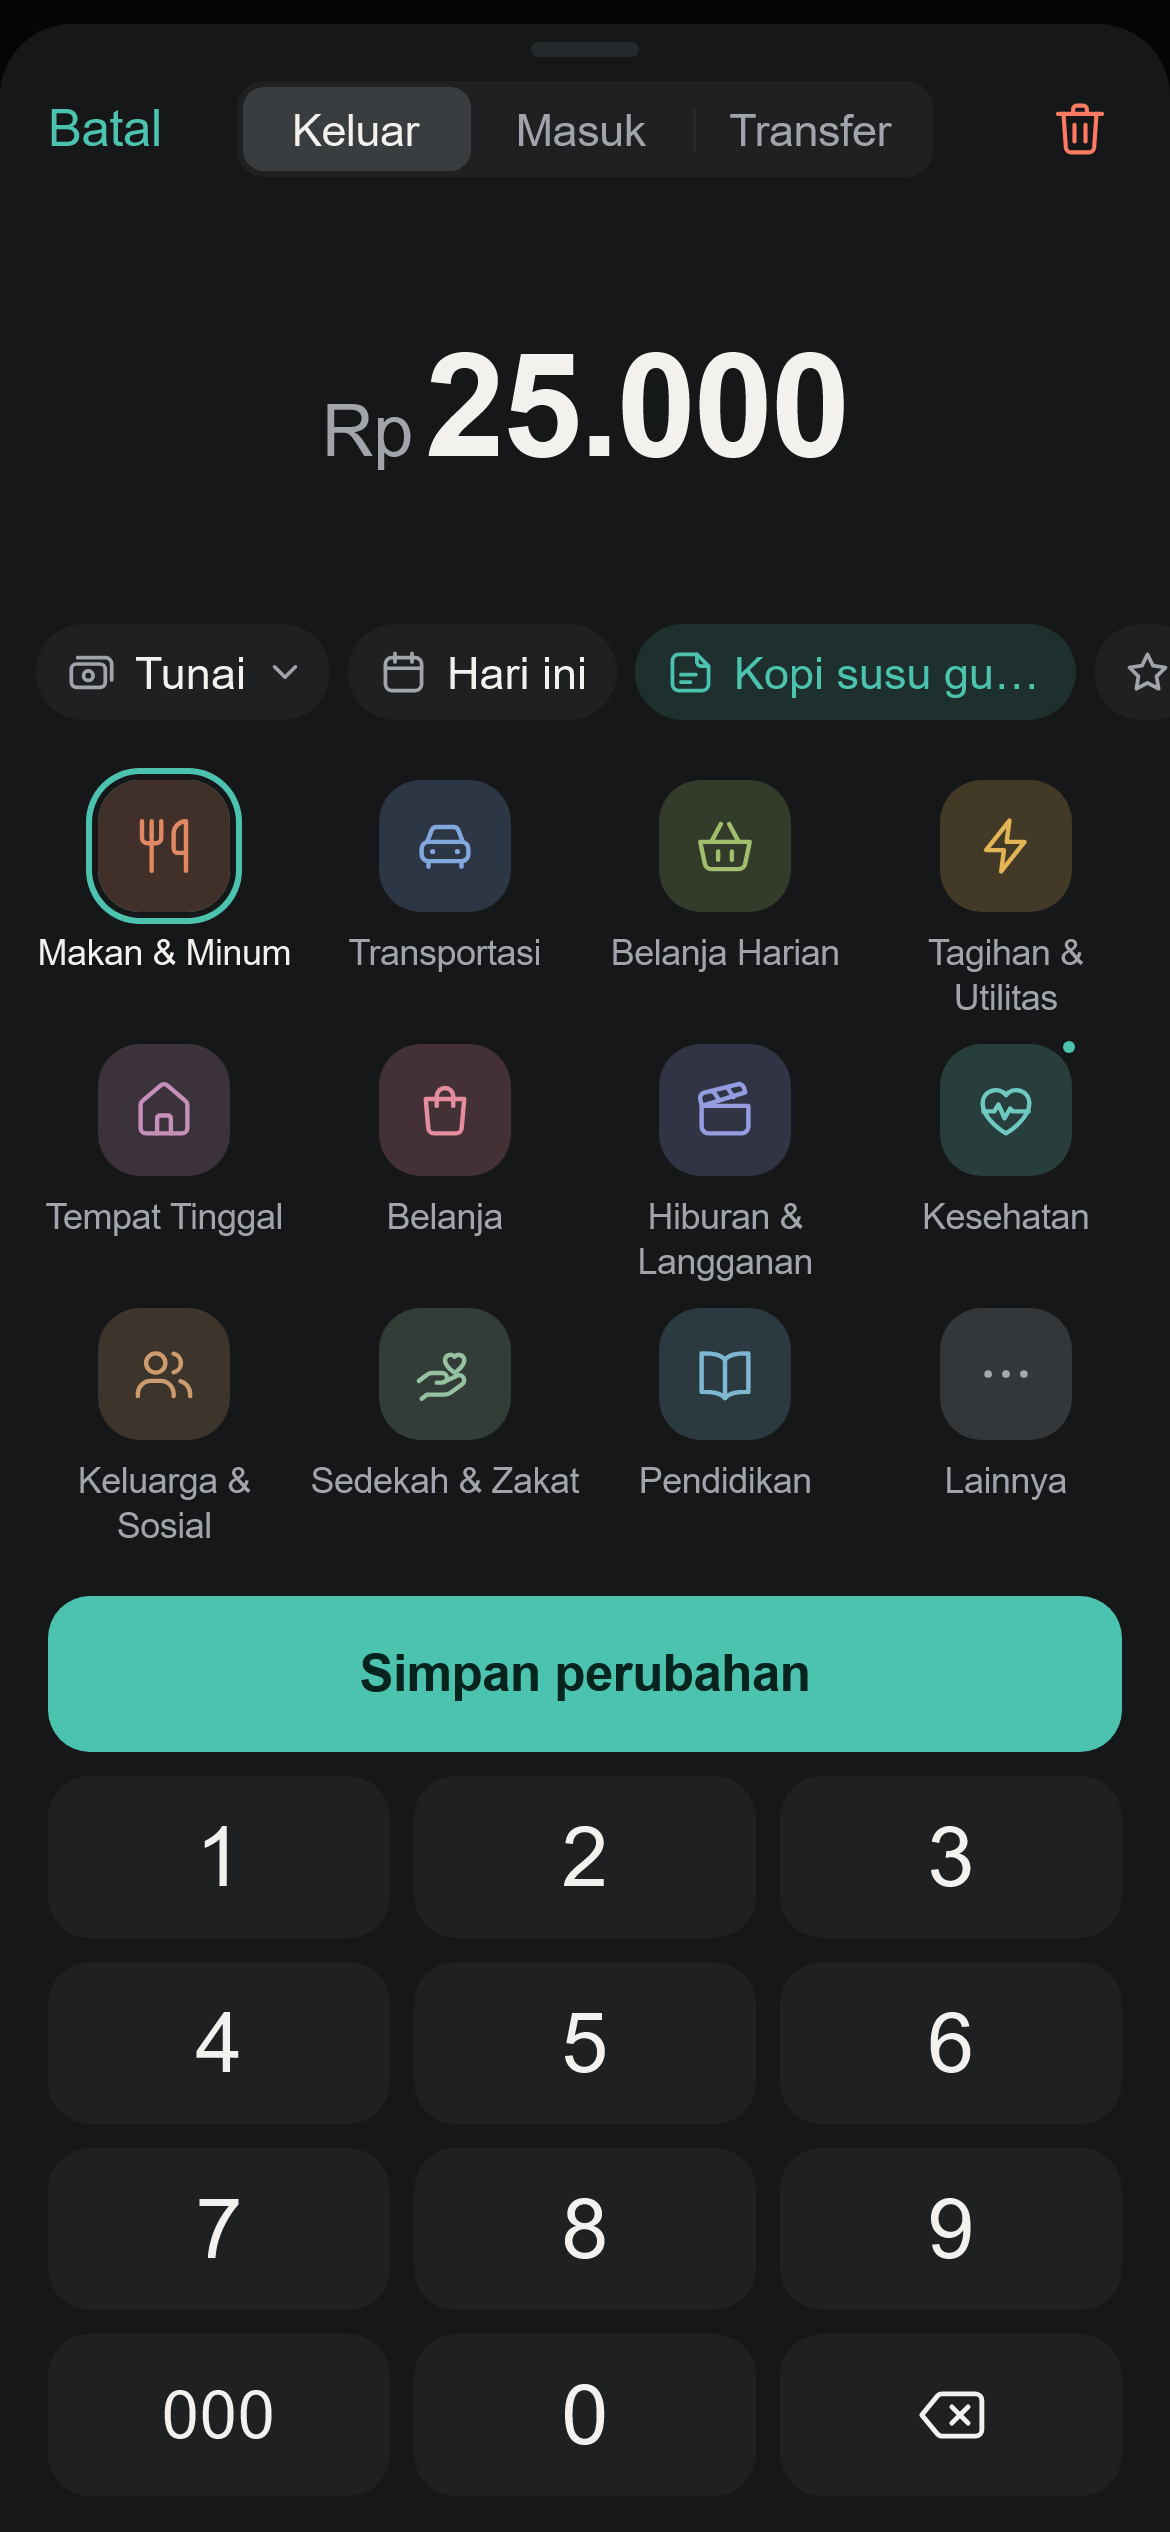 Batal
Keluar
Masuk
Transfer
Rp 25.000
Tunai
Hari ini
Kopi susu gu...
Makan & Minum
Transportasi
Belanja Harian
Tagihan &
Utilitas
Tempat Tinggal
Belanja
Hiburan &
Langganan
Kesehatan
Keluarga &
Sosial
Sedekah & Zakat
Pendidikan
Lainnya
Simpan perubahan
1
2
3
4
5
6
7
8
9
000
0